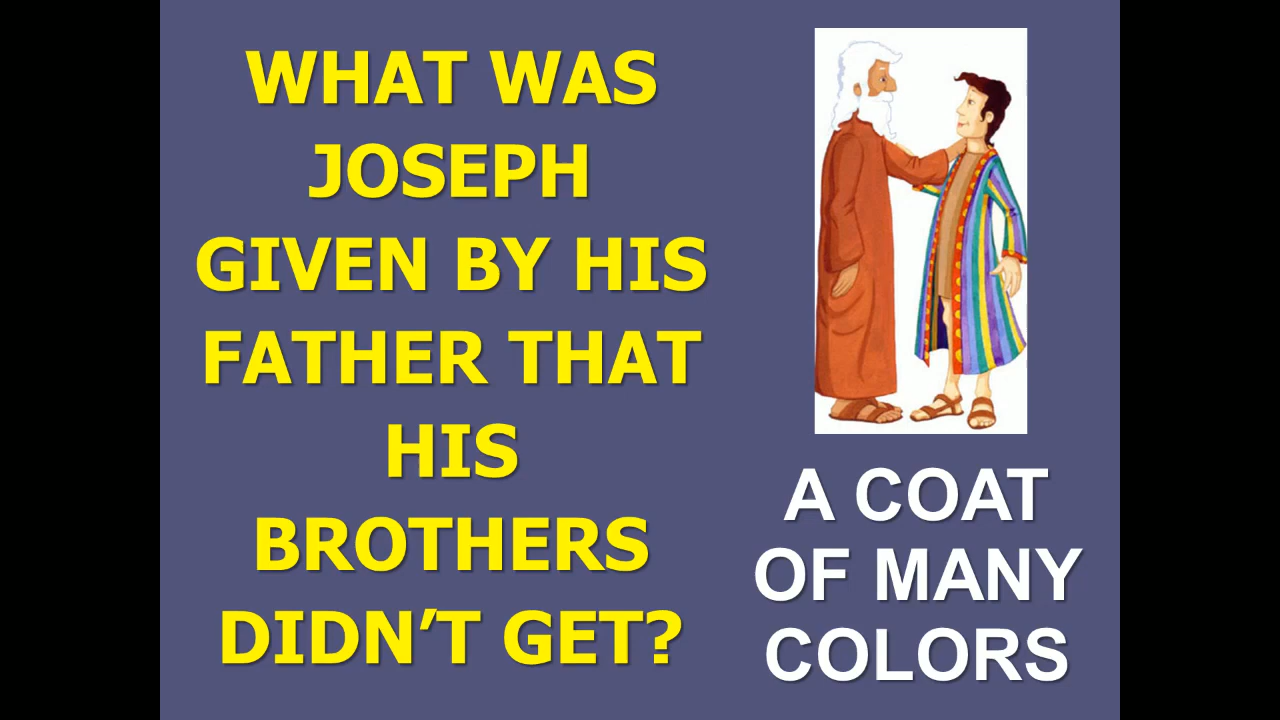 WHAT WAS
JOSEPH
GIVEN BY HIS
FATHER THAT
HIS
BROTHERS
DIDN’T GET?
A COAT
OF MANY
COLORS